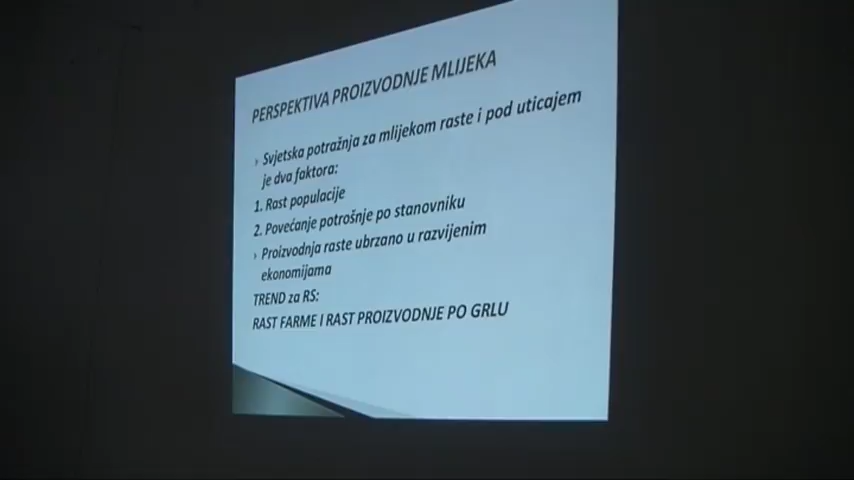 PERSPEKTIVA PROIZVODNJE MLIJEKA
› Svjetska potražnja za mlijekom raste i pod uticajem
je dva faktora:
1. Rast populacije
2. Povećanje potrošnje po stanovniku
› Proizvodnja raste ubrzano u razvijenim
ekonomijama
TREND za RS:
RAST FARME I RAST PROIZVODNJE PO GRLU